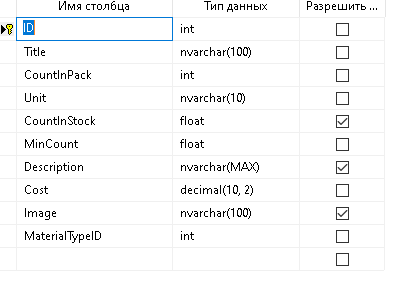 Имя столбца Тип данных Разрешить ...
ID int
Title nvarchar(100)
CountInPack int
Unit nvarchar(10)
CountInStock float
MinCount float
Description nvarchar(MAX)
Cost decimal(10, 2)
Image nvarchar(100)
MaterialTypeID int